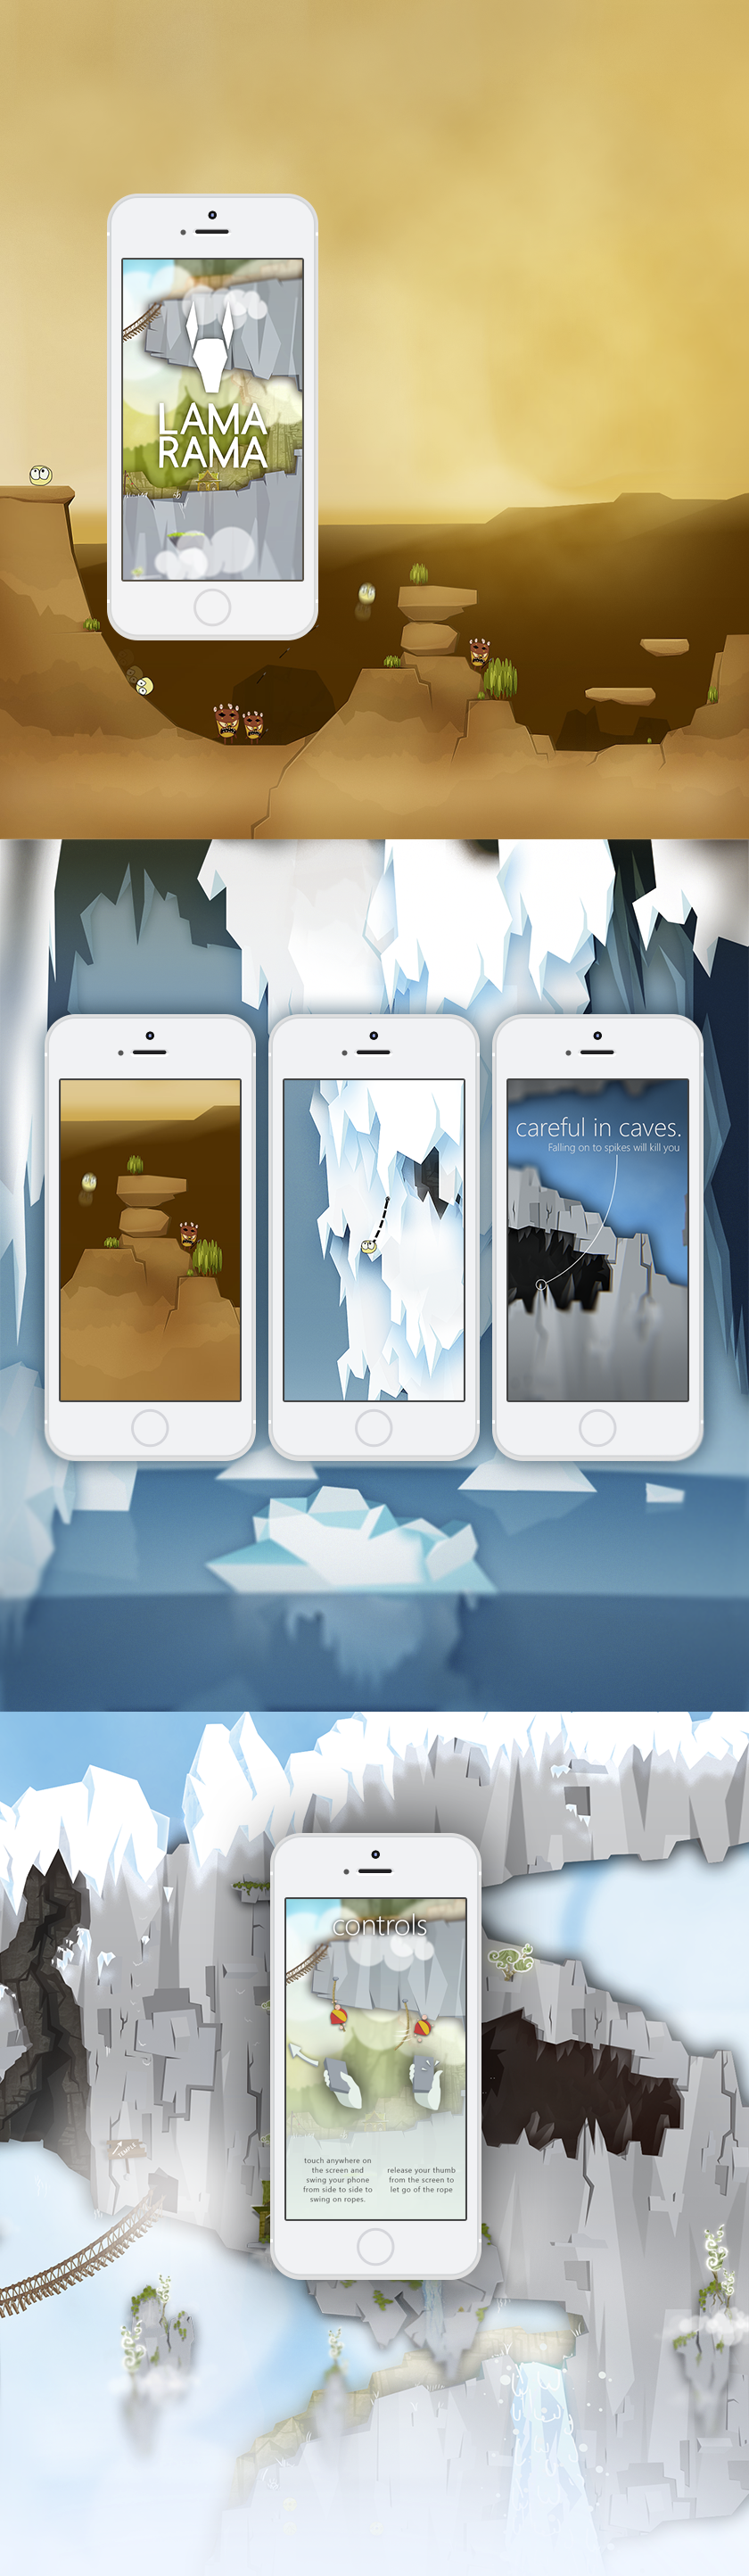 LAMA
RAMA
careful in caves.
Falling on to spikes will kill you
controls
touch anywhere on
the screen and
swing your phone
from side to side to
swing on ropes.
release your thumb
from the screen to
let go of the rope
TEMPLE